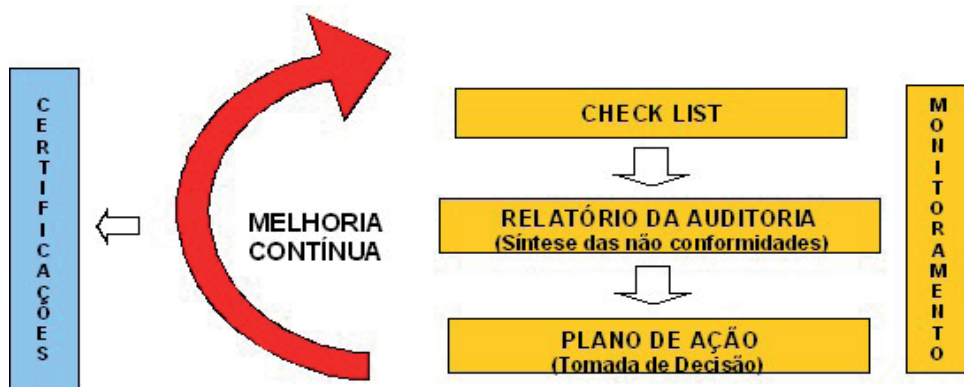 CERTIFICAÇÕES
MELHORIA
CONTÍNUA
CHECK LIST
RELATÓRIO DA AUDITORIA
(Síntese das não conformidades)
PLANO DE AÇÃO
(Tomada de Decisão)
MONITORAMENTO